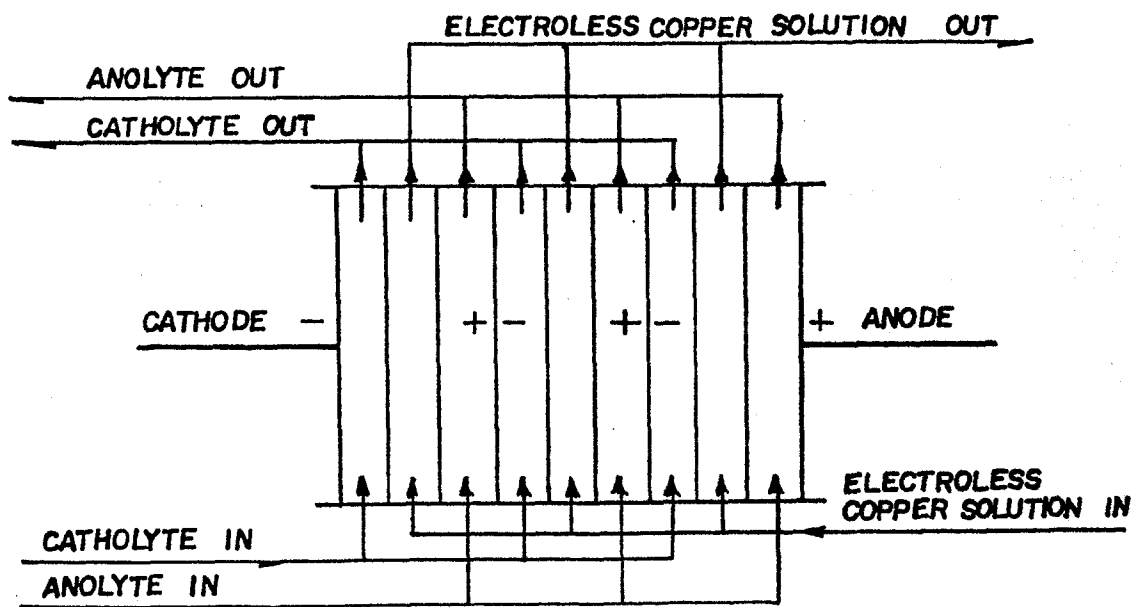 ELECTROLESS COPPER SOLUTION OUT
ANOLYTE OUT
CATHOLYTE OUT
CATHODE − + − + − + ANODE
ELECTROLESS
COPPER SOLUTION IN
CATHOLYTE IN
ANOLYTE IN